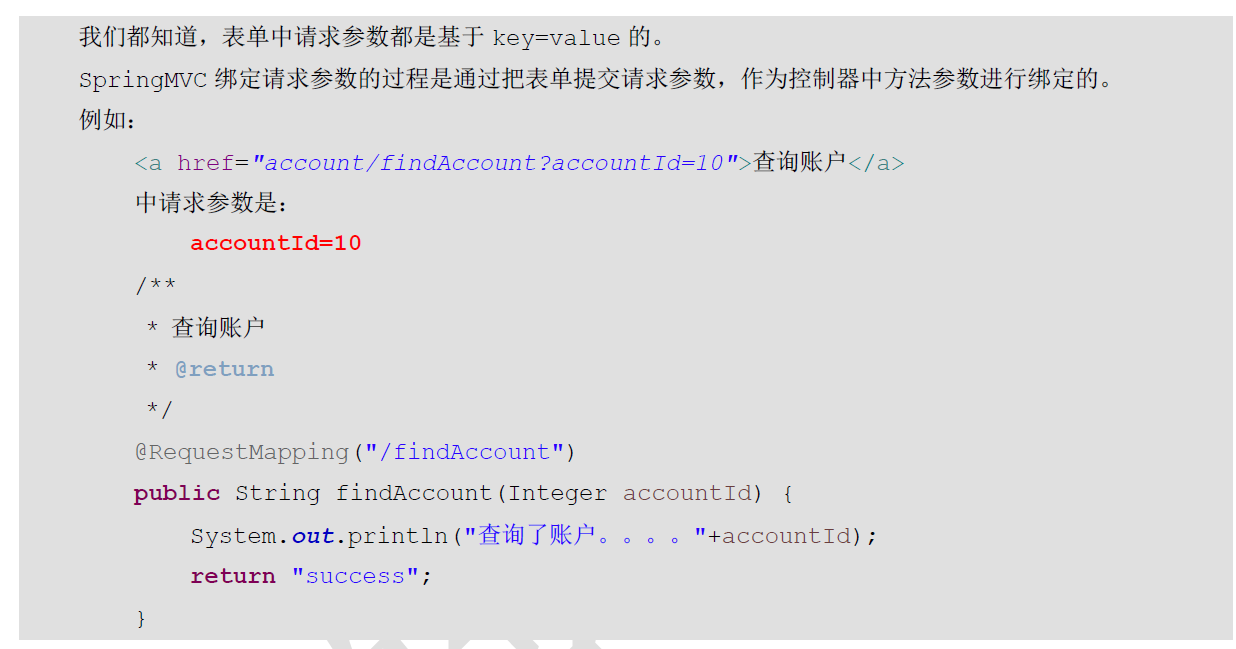 我们都知道，表单中请求参数都是基于 key=value 的。
SpringMVC 绑定请求参数的过程是通过把表单提交请求参数，作为控制器中方法参数进行绑定的。
例如：
<a href="account/findAccount?accountId=10">查询账户</a>
中请求参数是：
accountId=10
/**
* 查询账户
* @return
*/
@RequestMapping("/findAccount")
public String findAccount(Integer accountId) {
System.out.println("查询了账户。。。。"+accountId);
return "success";
}